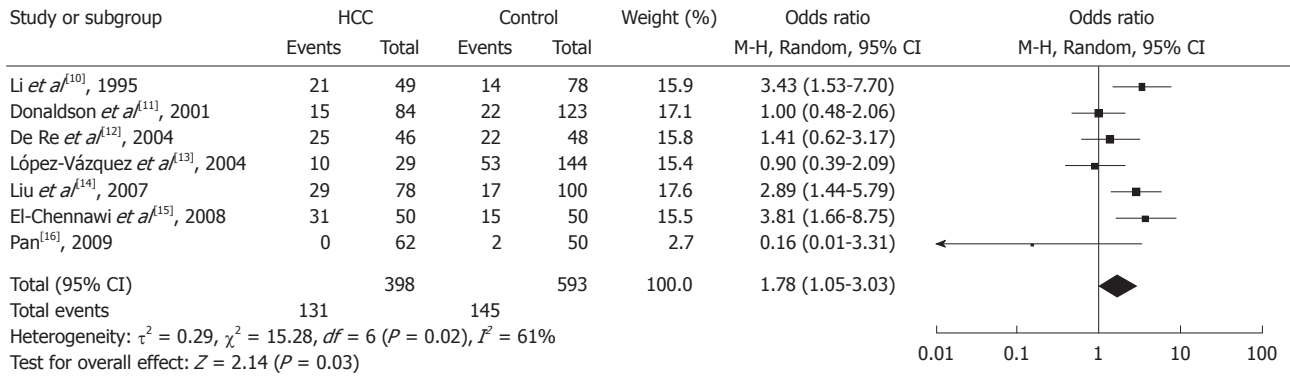 Study or subgroup HCC Control Weight (%) Odds ratio Odds ratio
Events Total Events Total M-H, Random, 95% CI M-H, Random, 95% CI
Li et al[10], 1995 21 49 14 78 15.9 3.43 (1.53-7.70)
Donaldson et al[11], 2001 15 84 22 123 17.1 1.00 (0.48-2.06)
De Re et al[12], 2004 25 46 22 48 15.8 1.41 (0.62-3.17)
López-Vázquez et al[13], 2004 10 29 53 144 15.4 0.90 (0.39-2.09)
Liu et al[14], 2007 29 78 17 100 17.6 2.89 (1.44-5.79)
El-Chennawi et al[15], 2008 31 50 15 50 15.5 3.81 (1.66-8.75)
Pan[16], 2009 0 62 2 50 2.7 0.16 (0.01-3.31)
Total (95% CI) 398 593 100.0 1.78 (1.05-3.03)
Total events 131 145
Heterogeneity: τ² = 0.29, χ² = 15.28, df = 6 (P = 0.02), I² = 61%
Test for overall effect: Z = 2.14 (P = 0.03)
0.01 0.1 1 10 100